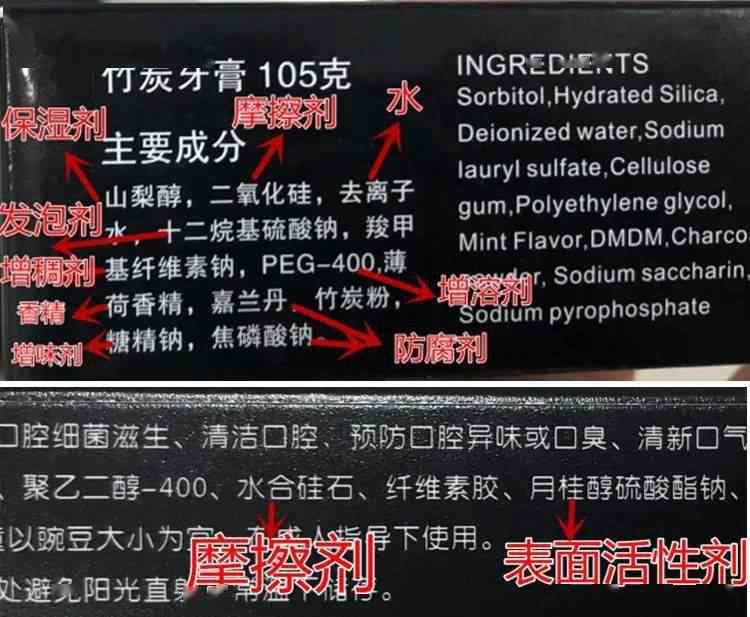 竹炭牙膏 105克
INGREDIENTS
Sorbitol,Hydrated Silica,
Deionized water,Sodium
lauryl sulfate,Cellulose
gum,Polyethylene glycol,
Mint Flavor,DMDM,Charco
powder, Sodium saccharin,
Sodium pyrophosphate
保湿剂
摩擦剂
水
主要成分
山梨醇，二氧化硅，去离子
水，十二烷基硫酸钠，羧甲
基纤维素钠，PEG-400,薄
荷香精，嘉兰丹，竹炭粉，
糖精钠，焦磷酸钠
发泡剂
增稠剂
香精
增味剂
增溶剂
防腐剂
口腔细菌滋生、清洁口腔、预防口腔异味或口臭、清新口气
、聚乙二醇-400、水合硅石、纤维素胶、月桂醇硫酸酯钠、
以豌豆大小为宜，在成人指导下使用。
处避免阳光直射 常温下储存。
摩擦剂
表面活性剂